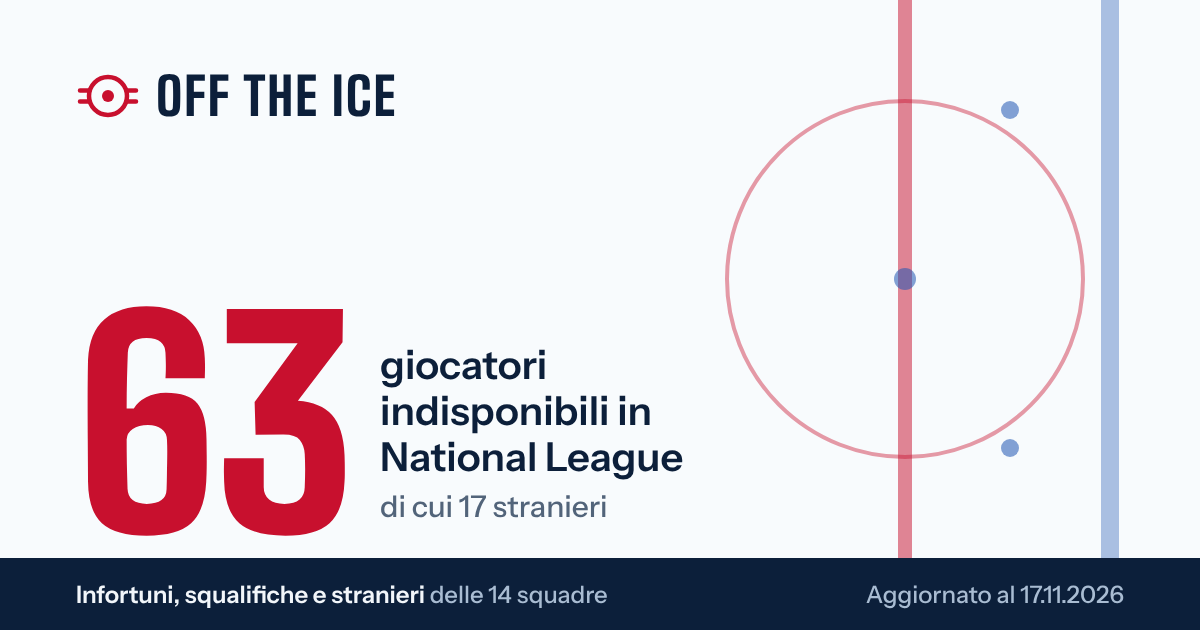 OFF THE ICE
63
giocatori
indisponibili in
National League
di cui 17 stranieri
Infortuni, squalifiche e stranieri delle 14 squadre
Aggiornato al 17.11.2026